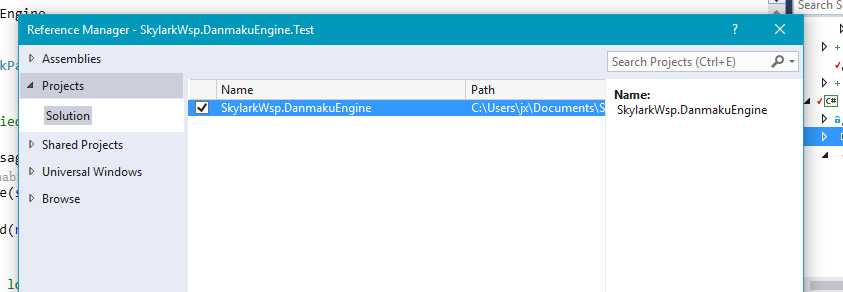 Engine.
Search S
Reference Manager - SkylarkWsp.DanmakuEngine.Test
?
Assemblies
Search Projects (Ctrl+E)
Projects
Name
Path
Name:
SkylarkWsp.DanmakuEngine
C:\Users\jx\Documents\S
SkylarkWsp.DanmakuEngine
Solution
Shared Projects
Universal Windows
Browse
C#